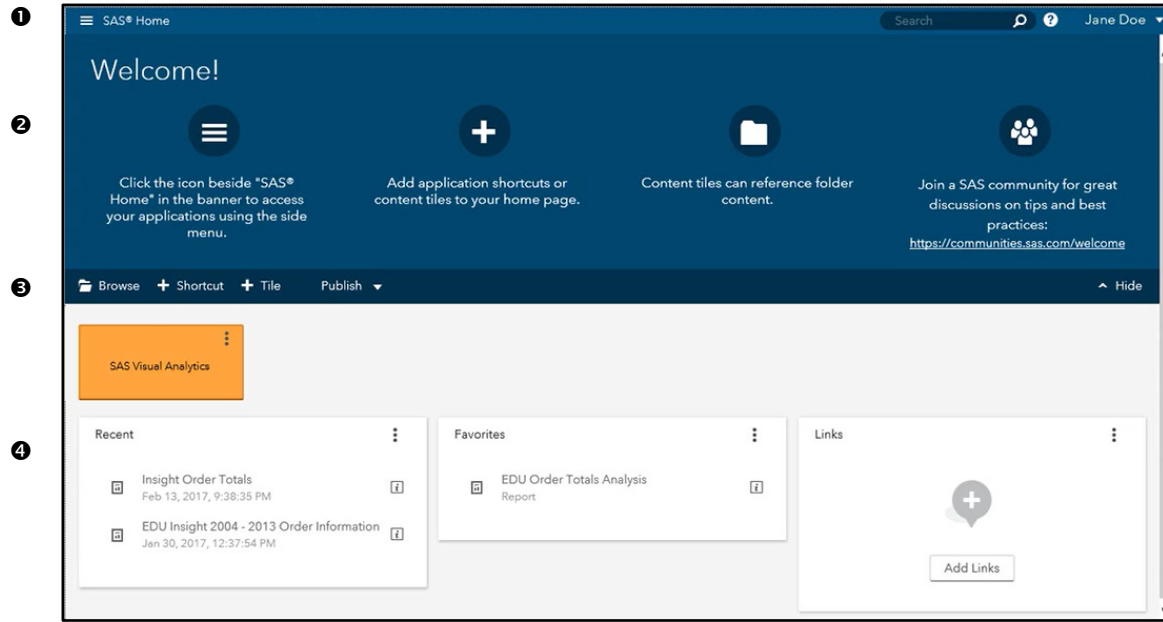 ❶
SAS® Home
Search
?
Jane Doe
Welcome!
❷
Click the icon beside "SAS®
Home" in the banner to access
your applications using the side
menu.
Add application shortcuts or
content tiles to your home page.
Content tiles can reference folder
content.
Join a SAS community for great
discussions on tips and best
practices:
https://communities.sas.com/welcome
❸
Browse + Shortcut + Tile Publish Hide
SAS Visual Analytics
❹
Recent
Insight Order Totals
Feb 13, 2017, 9:38:35 PM
i
EDU Insight 2004 - 2013 Order Information
Jan 30, 2017, 12:37:54 PM
i
Favorites
EDU Order Totals Analysis
Report
i
Links
Add Links